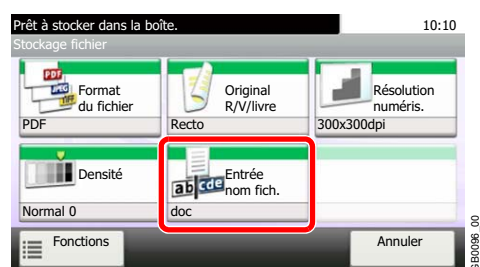 Prêt à stocker dans la boîte.
10:10
Stockage fichier
PDF
JPEG
TIFF
Format
du fichier
PDF
Original
R/V/livre
Recto
Résolution
numéris.
300x300dpi
Densité
Normal 0
ab cde
Entrée
nom fich.
doc
Fonctions
Annuler
GB0096_00